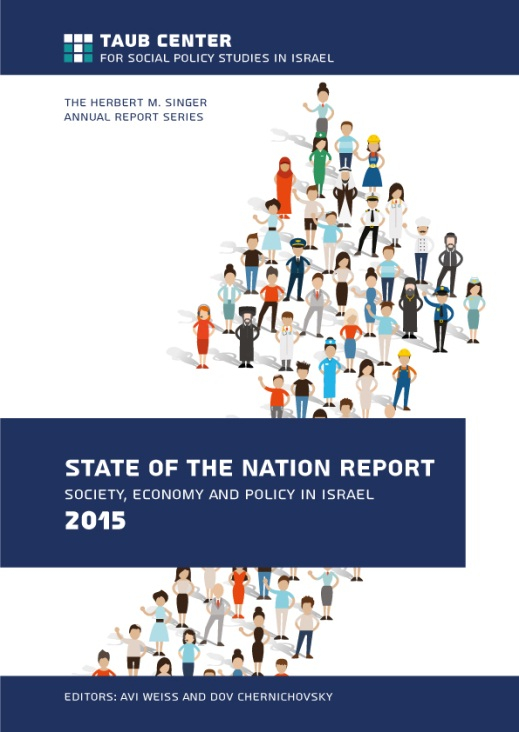 TAUB CENTER
FOR SOCIAL POLICY STUDIES IN ISRAEL
THE HERBERT M. SINGER
ANNUAL REPORT SERIES
STATE OF THE NATION REPORT
SOCIETY, ECONOMY AND POLICY IN ISRAEL
2015
EDITORS: AVI WEISS AND DOV CHERNICHOVSKY